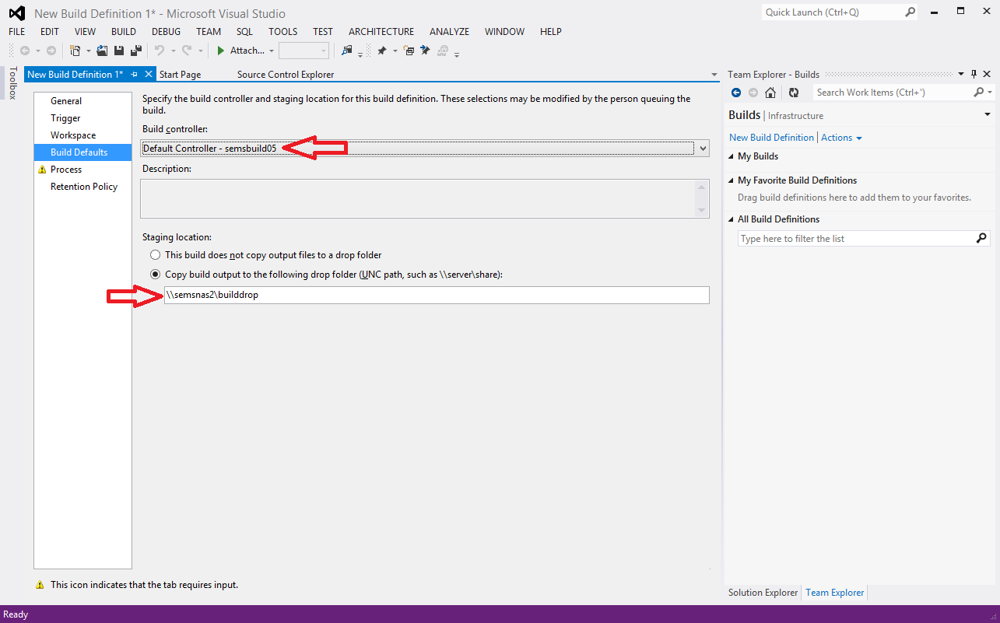 New Build Definition 1* - Microsoft Visual Studio
Quick Launch (Ctrl+Q)
FILE EDIT VIEW BUILD DEBUG TEAM SQL TOOLS TEST ARCHITECTURE ANALYZE WINDOW HELP
Attach...
Toolbox
New Build Definition 1* Start Page Source Control Explorer
General
Trigger
Workspace
Build Defaults
Process
Retention Policy
Specify the build controller and staging location for this build definition. These selections may be modified by the person queuing the
build.
Build controller:
Default Controller - semsbuild05
Description:
Staging location:
This build does not copy output files to a drop folder
Copy build output to the following drop folder (UNC path, such as \\server\share):
\\semsnas2\builddrop
This icon indicates that the tab requires input.
Team Explorer - Builds
Search Work Items (Ctrl+')
Builds | Infrastructure
New Build Definition | Actions
My Builds
My Favorite Build Definitions
Drag build definitions here to add them to your favorites.
All Build Definitions
Type here to filter the list
Solution Explorer Team Explorer
Ready